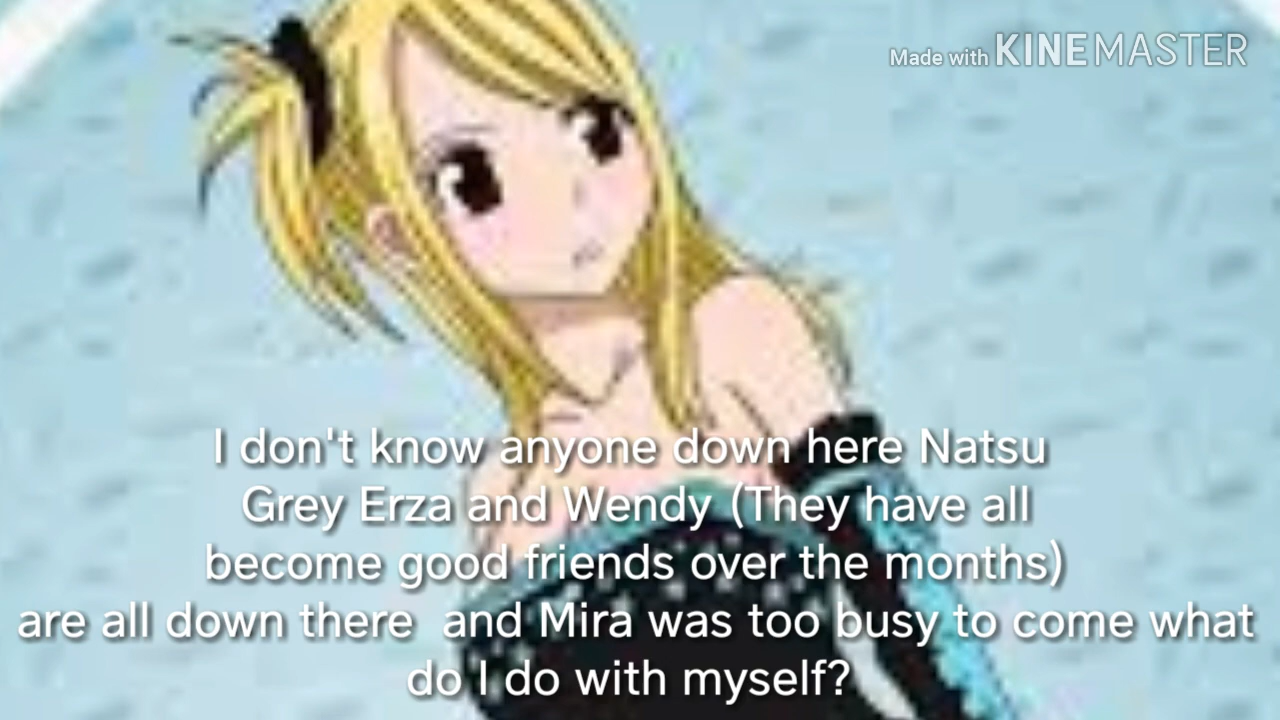 Made with KINEMASTER
I don't know anyone down here Natsu
Grey Erza and Wendy (They have all
become good friends over the months)
are all down there  and Mira was too busy to come what
do I do with myself?